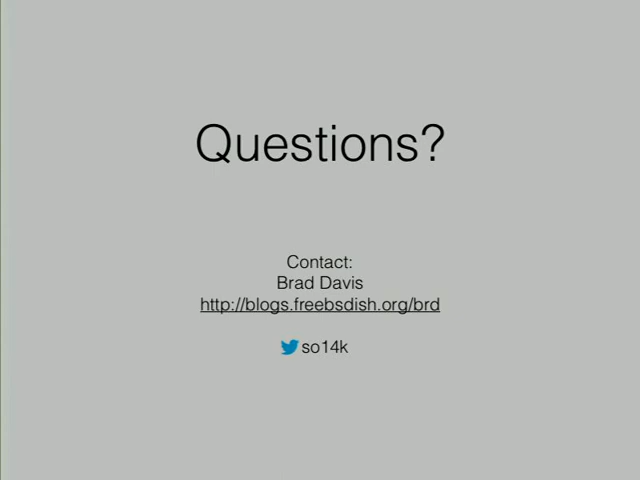 Questions?
Contact:
Brad Davis
http://blogs.freebsdish.org/brd
so14k